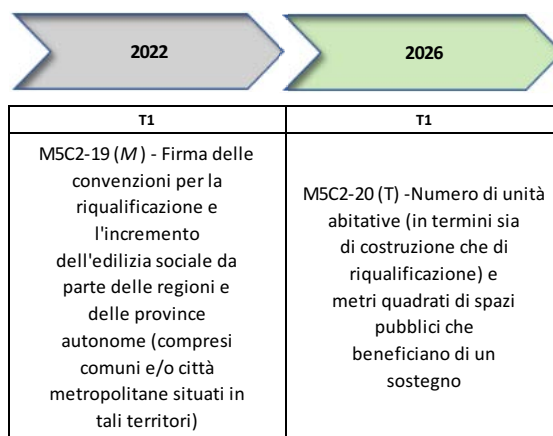 2022
2026
T1
T1
M5C2-19 (M ) - Firma delle
convenzioni per la
riqualificazione e
l'incremento
dell'edilizia sociale da
parte delle regioni e
delle province
autonome (compresi
comuni e/o città
metropolitane situati in
tali territori)
M5C2-20 (T) -Numero di unità
abitative (in termini sia
di costruzione che di
riqualificazione) e
metri quadrati di spazi
pubblici che
beneficiano di un
sostegno